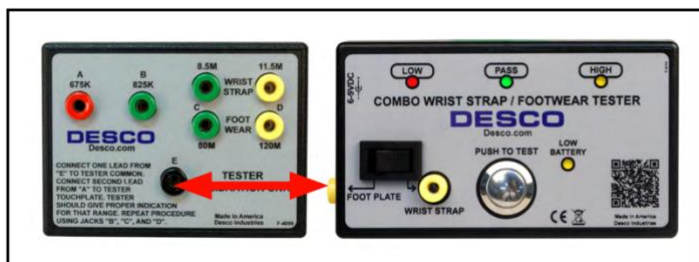 A
675K
B
825K
8.5M
11.5M
WRIST
STRAP
C
D
FOOT
WEAR
80M
120M
DESCO
Desco.com
CONNECT ONE LEAD FROM
"E" TO TESTER COMMON.
CONNECT SECOND LEAD
FROM "A" TO TESTER
TOUCHPLATE. TESTER
SHOULD GIVE PROPER INDICATION
FOR THAT RANGE. REPEAT PROCEDURE
USING JACKS "B", "C", AND "D".
E
TESTER
Made in America
Desco Industries
LOW
PASS
HIGH
6-9VDC
COMBO WRIST STRAP / FOOTWEAR TESTER
DESCO
Desco.com
PUSH TO TEST
LOW
BATTERY
FOOT PLATE
WRIST STRAP
CE
Made in America
Desco Industries